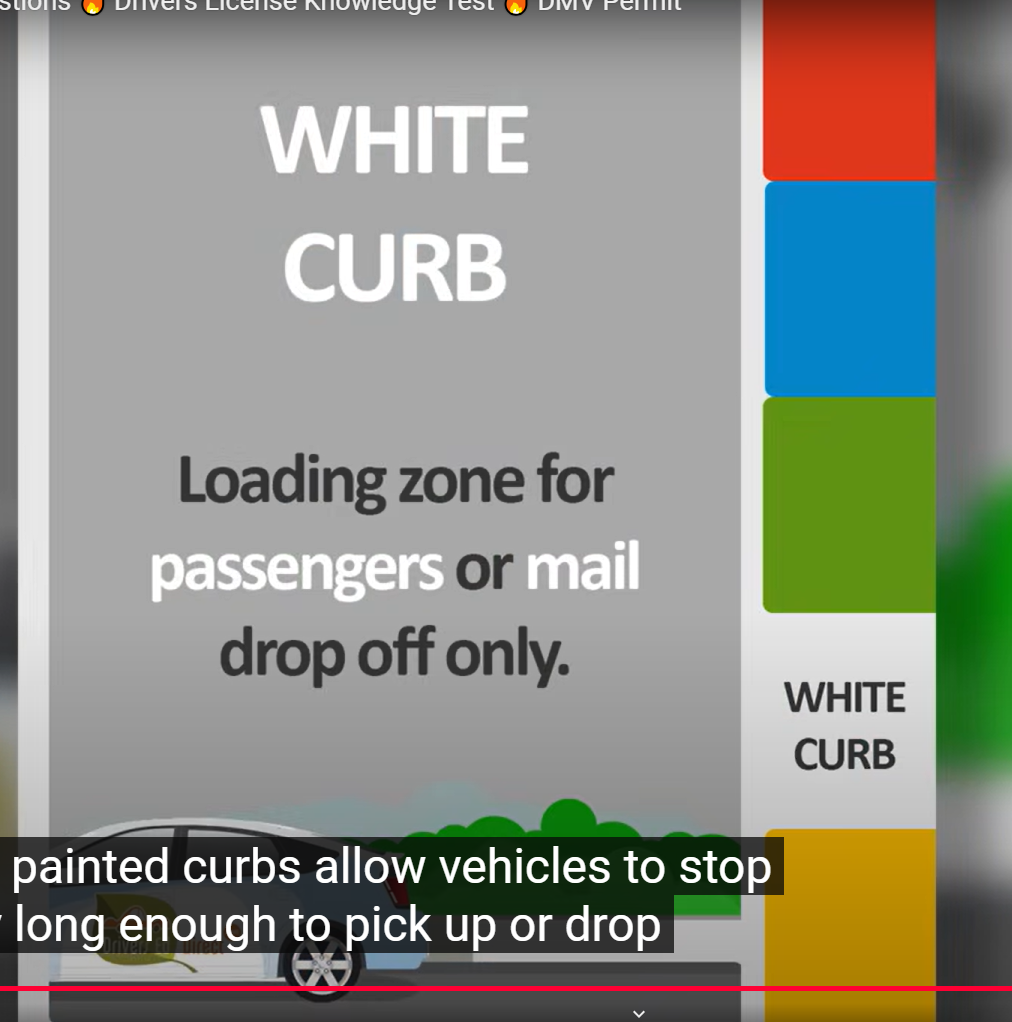 stions 🔥 Drivers License Knowledge Test 🔥 DMV Permit
WHITE
CURB
Loading zone for
passengers or mail
drop off only.
WHITE
CURB
painted curbs allow vehicles to stop
long enough to pick up or drop